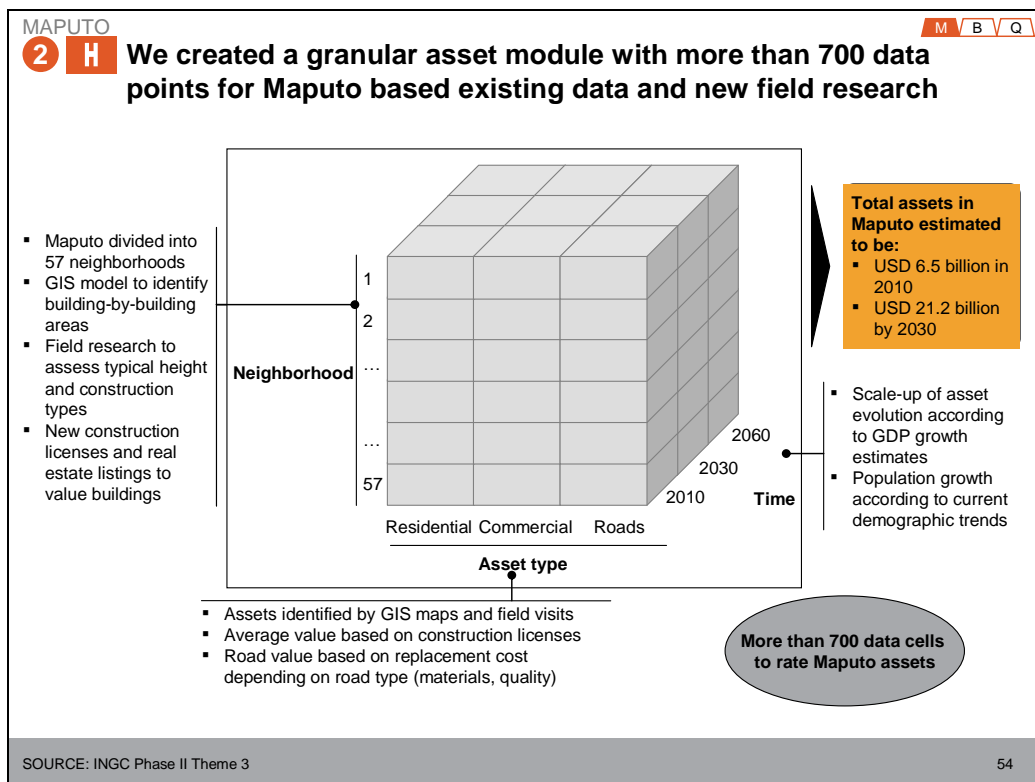 MAPUTO
M B Q
2 H We created a granular asset module with more than 700 data
points for Maputo based existing data and new field research
▪ Maputo divided into
57 neighborhoods
▪ GIS model to identify
building-by-building
areas
▪ Field research to
assess typical height
and construction
types
▪ New construction
licenses and real
estate listings to
value buildings
Neighborhood
1
2
…
…
57
Residential Commercial Roads
Asset type
2010
2030
2060
Time
Total assets in
Maputo estimated
to be:
▪ USD 6.5 billion in
2010
▪ USD 21.2 billion
by 2030
▪ Scale-up of asset
evolution according
to GDP growth
estimates
▪ Population growth
according to current
demographic trends
▪ Assets identified by GIS maps and field visits
▪ Average value based on construction licenses
▪ Road value based on replacement cost
depending on road type (materials, quality)
More than 700 data cells
to rate Maputo assets
SOURCE: INGC Phase II Theme 3
54